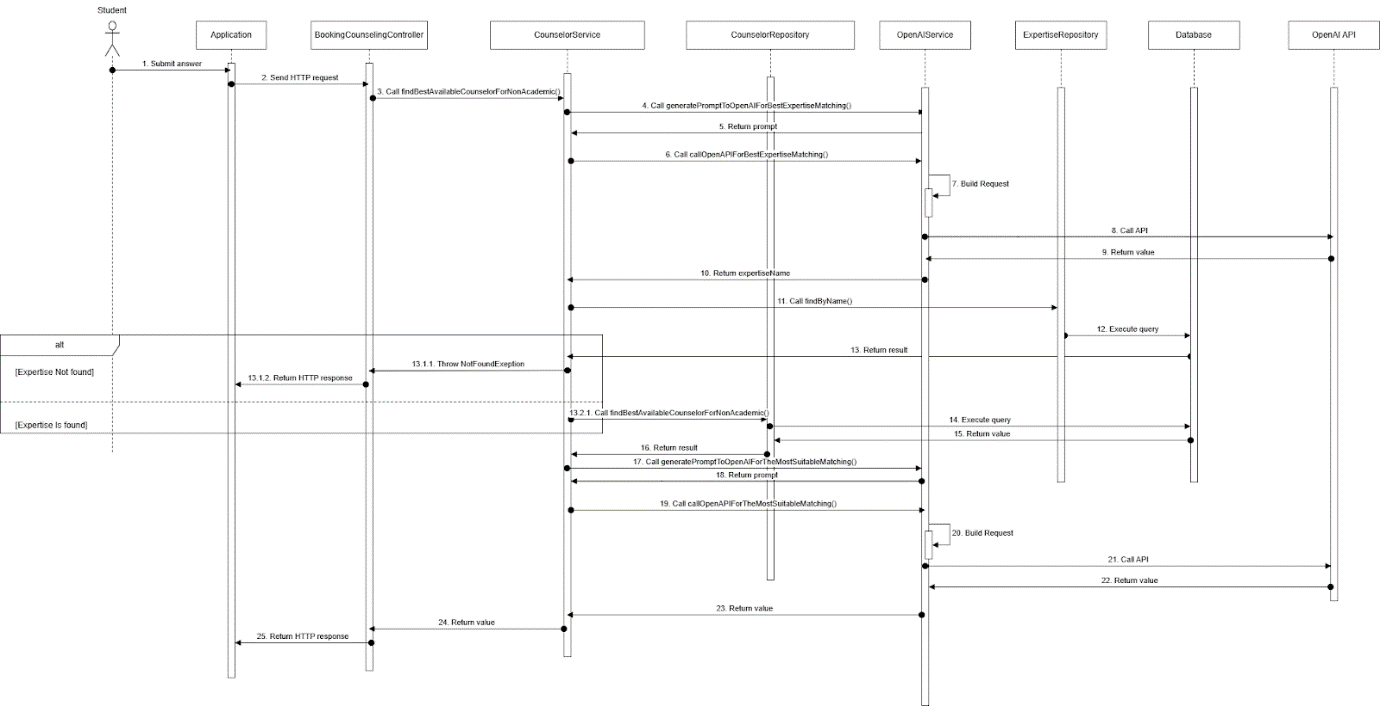 Student
Application
BookingCounselingController
CounselorService
CounselorRepository
OpenAIService
ExpertiseRepository
Database
OpenAI API
1. Submit answer
2. Send HTTP request
3. Call findBestAvailableCounselorForNonAcademic()
4. Call generatePromptToOpenAIForBestExpertiseMatching()
5. Return prompt
6. Call callOpenAPIForBestExpertiseMatching()
7. Build Request
8. Call API
9. Return value
10. Return expertiseName
11. Call findByName()
12. Execute query
alt
13. Return result
[Expertise Not found]
13.1.1. Throw NotFoundExeption
13.1.2. Return HTTP response
[Expertise Is found]
13.2.1. Call findBestAvailableCounselorForNonAcademic()
14. Execute query
15. Return value
16. Return result
17. Call generatePromptToOpenAIForTheMostSuitableMatching()
18. Return prompt
19. Call callOpenAPIForTheMostSuitableMatching()
20. Build Request
21. Call API
22. Return value
23. Return value
24. Return value
25. Return HTTP response